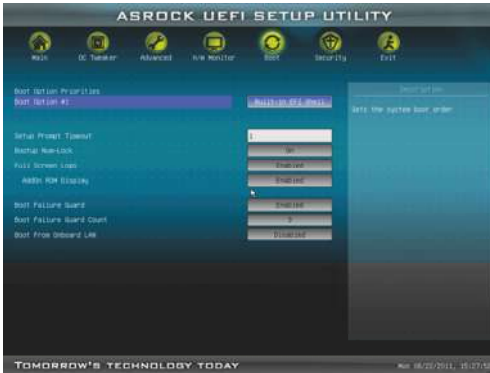 ASROCK UEFI SETUP UTILITY
Main OC Tweaker Advanced H/W Monitor Boot Security Exit
Boot Option Priorities
Boot Option #1 Built-in EFI Shell
Description
Sets the system boot order
Setup Prompt Timeout 1
Bootup Num-Lock On
Full Screen Logo Enabled
AddOn ROM Display Enabled
Boot Failure Guard Enabled
Boot Failure Guard Count 3
Boot From Onboard LAN Disabled
TOMORROW'S TECHNOLOGY TODAY